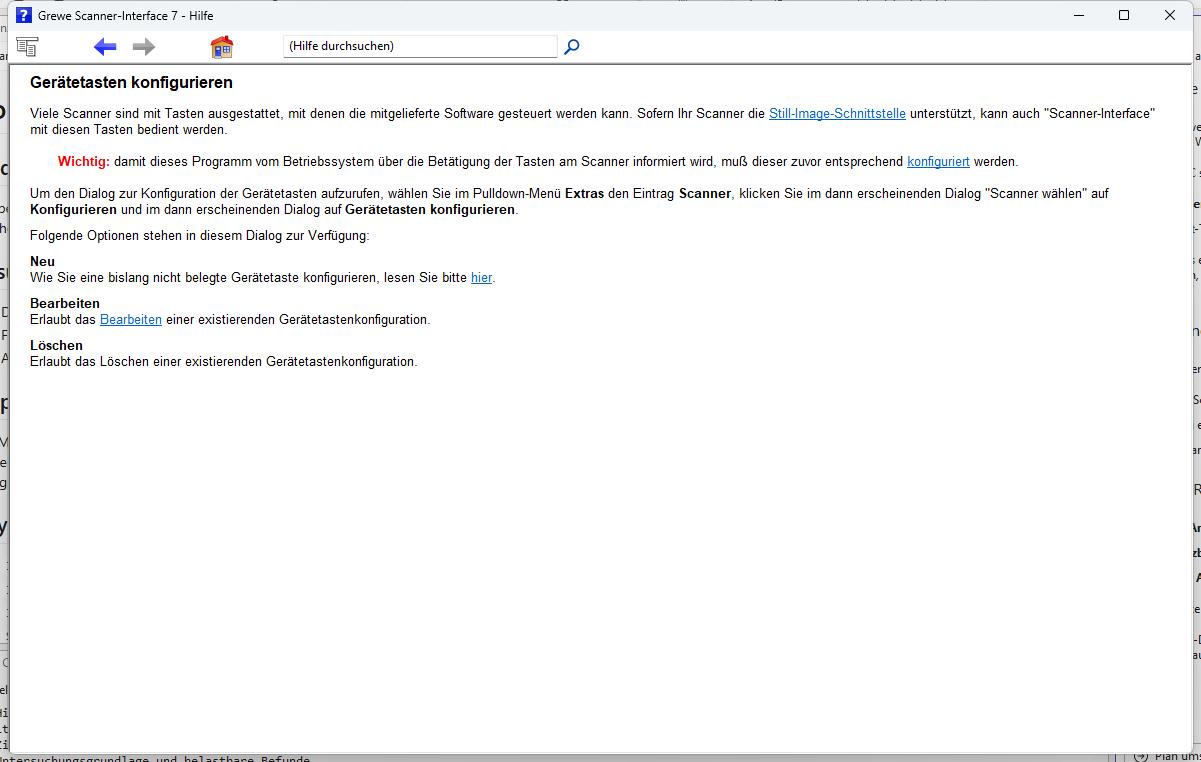 Grewe Scanner-Interface 7 - Hilfe
(Hilfe durchsuchen)
Gerätetasten konfigurieren
Viele Scanner sind mit Tasten ausgestattet, mit denen die mitgelieferte Software gesteuert werden kann. Sofern Ihr Scanner die Still-Image-Schnittstelle unterstützt, kann auch "Scanner-Interface"
mit diesen Tasten bedient werden.
Wichtig: damit dieses Programm vom Betriebssystem über die Betätigung der Tasten am Scanner informiert wird, muß dieser zuvor entsprechend konfiguriert werden.
Um den Dialog zur Konfiguration der Gerätetasten aufzurufen, wählen Sie im Pulldown-Menü Extras den Eintrag Scanner, klicken Sie im dann erscheinenden Dialog "Scanner wählen" auf
Konfigurieren und im dann erscheinenden Dialog auf Gerätetasten konfigurieren.
Folgende Optionen stehen in diesem Dialog zur Verfügung:
Neu
Wie Sie eine bislang nicht belegte Gerätetaste konfigurieren, lesen Sie bitte hier.
Bearbeiten
Erlaubt das Bearbeiten einer existierenden Gerätetastenkonfiguration.
Löschen
Erlaubt das Löschen einer existierenden Gerätetastenkonfiguration.